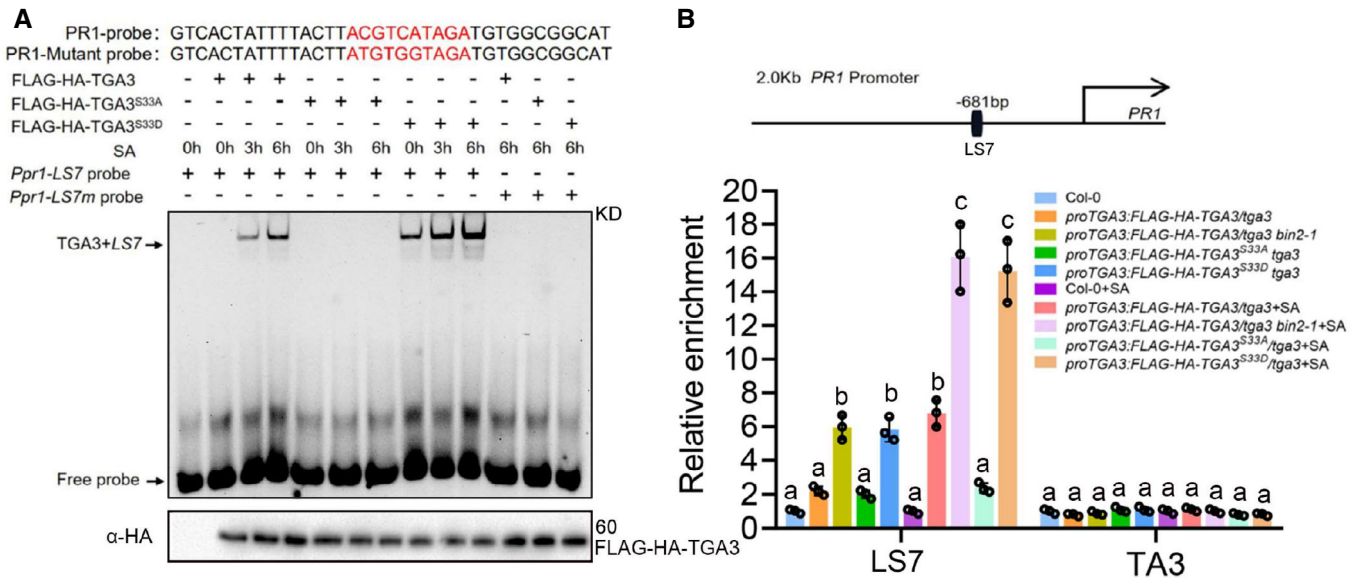 A
PR1-probe: GTCACTATTTTACTTACGTCATAGATGTGGCGGCAT
PR1-Mutant probe: GTCACTATTTTACTTATGTGGTAGATGTGGCGGCAT
FLAG-HA-TGA3 - + + + - - - - - - + - -
FLAG-HA-TGA3S33A - - - - + + + - - - - + -
FLAG-HA-TGA3S33D - - - - - - - + + + - - +
SA 0h 0h 3h 6h 0h 3h 6h 0h 3h 6h 6h 6h 6h
Ppr1-LS7 probe + + + + + + + + + + - - -
Ppr1-LS7m probe - - - - - - - - - - + + +
KD
TGA3+LS7
Free probe
α-HA
60
FLAG-HA-TGA3
B
2.0Kb PR1 Promoter
-681bp
PR1
LS7
Relative enrichment
20
18
16
14
12
10
8
6
4
2
0
a a b a b a b c a c
a a a a a a a a a a
LS7 TA3
Col-0
proTGA3:FLAG-HA-TGA3/tga3
proTGA3:FLAG-HA-TGA3/tga3 bin2-1
proTGA3:FLAG-HA-TGA3S33A tga3
proTGA3:FLAG-HA-TGA3S33D tga3
Col-0+SA
proTGA3:FLAG-HA-TGA3/tga3+SA
proTGA3:FLAG-HA-TGA3/tga3 bin2-1+SA
proTGA3:FLAG-HA-TGA3S33A/tga3+SA
proTGA3:FLAG-HA-TGA3S33D/tga3+SA